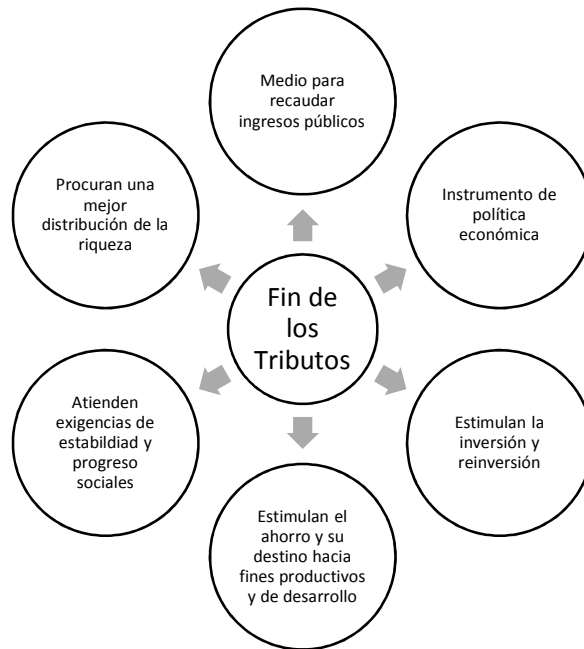 Medio para
recaudar
ingresos públicos
Instrumento de
política
económica
Estimulan la
inversión y
reinversión
Estimulan el
ahorro y su
destino hacia
fines productivos
y de desarrollo
Atienden
exigencias de
estabildiad y
progreso
sociales
Procuran una
mejor
distribución de la
riqueza
Fin de
los
Tributos